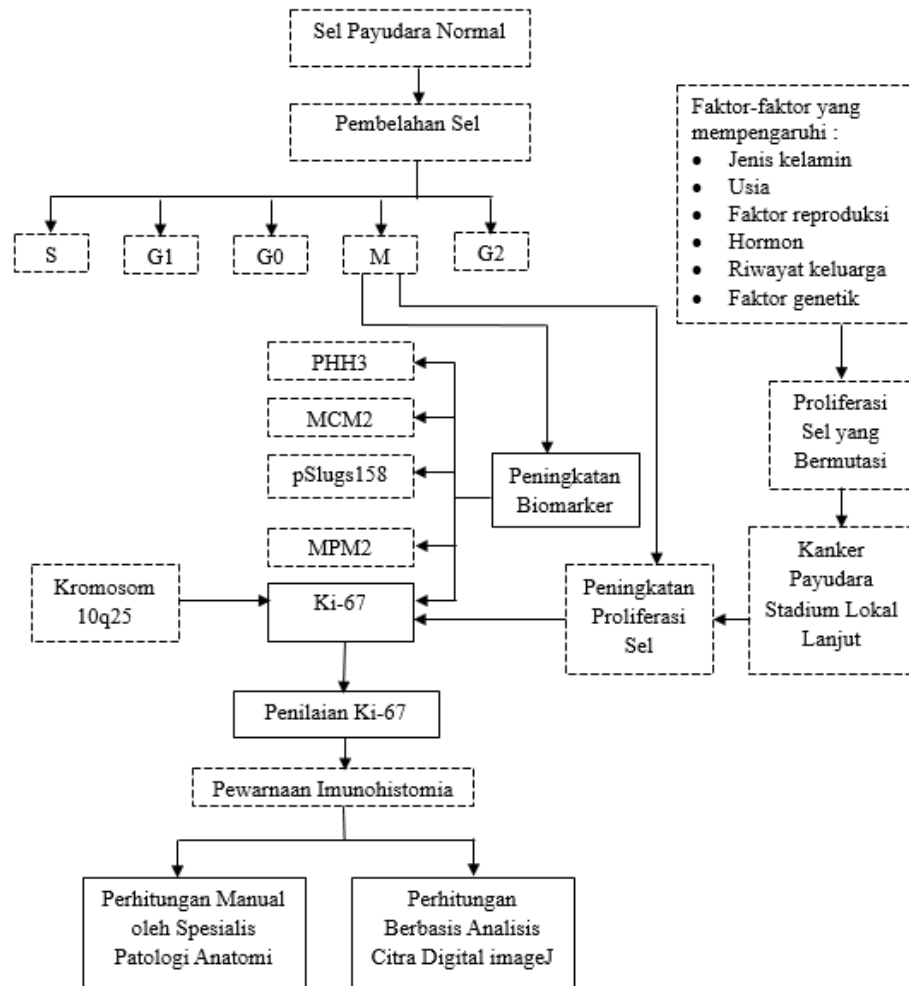 Sel Payudara Normal
Pembelahan Sel
Faktor-faktor yang
mempengaruhi :
• Jenis kelamin
• Usia
• Faktor reproduksi
• Hormon
• Riwayat keluarga
• Faktor genetik
S
G1
G0
M
G2
PHH3
MCM2
pSlugs158
MPM2
Peningkatan
Biomarker
Proliferasi
Sel yang
Bermutasi
Kromosom
10q25
Ki-67
Peningkatan
Proliferasi
Sel
Kanker
Payudara
Stadium Lokal
Lanjut
Penilaian Ki-67
Pewarnaan Imunohistomia
Perhitungan Manual
oleh Spesialis
Patologi Anatomi
Perhitungan
Berbasis Analisis
Citra Digital imageJ